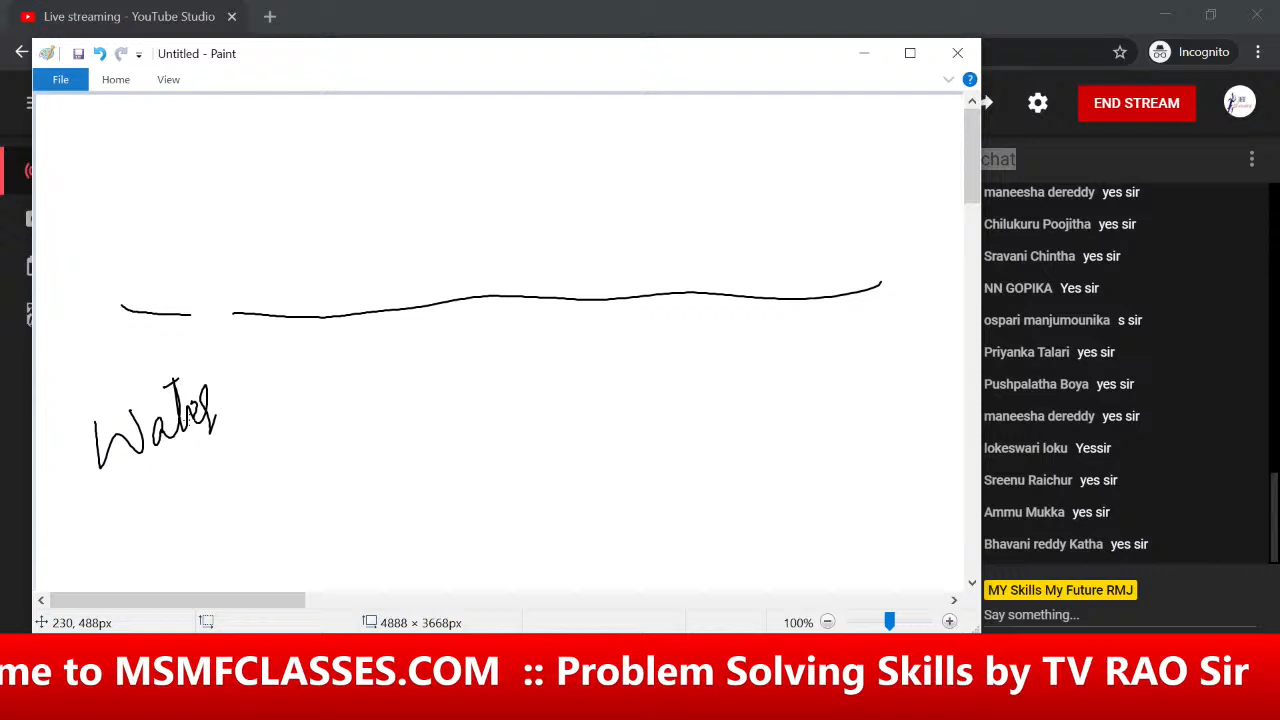 Live streaming - YouTube Studio
Incognito
Untitled - Paint
File Home View
END STREAM
chat
maneesha dereddy yes sir
Chilukuru Poojitha yes sir
Sravani Chintha yes sir
NN GOPIKA Yes sir
ospari manjumounika s sir
Priyanka Talari yes sir
Pushpalatha Boya yes sir
maneesha dereddy yes sir
lokeswari loku Yessir
Sreenu Raichur yes sir
Ammu Mukka yes sir
Bhavani reddy Katha yes sir
MY Skills My Future RMJ
Say something...
Water
230, 488px 4888 × 3668px 100%
me to MSMFCLASSES.COM :: Problem Solving Skills by TV RAO Sir